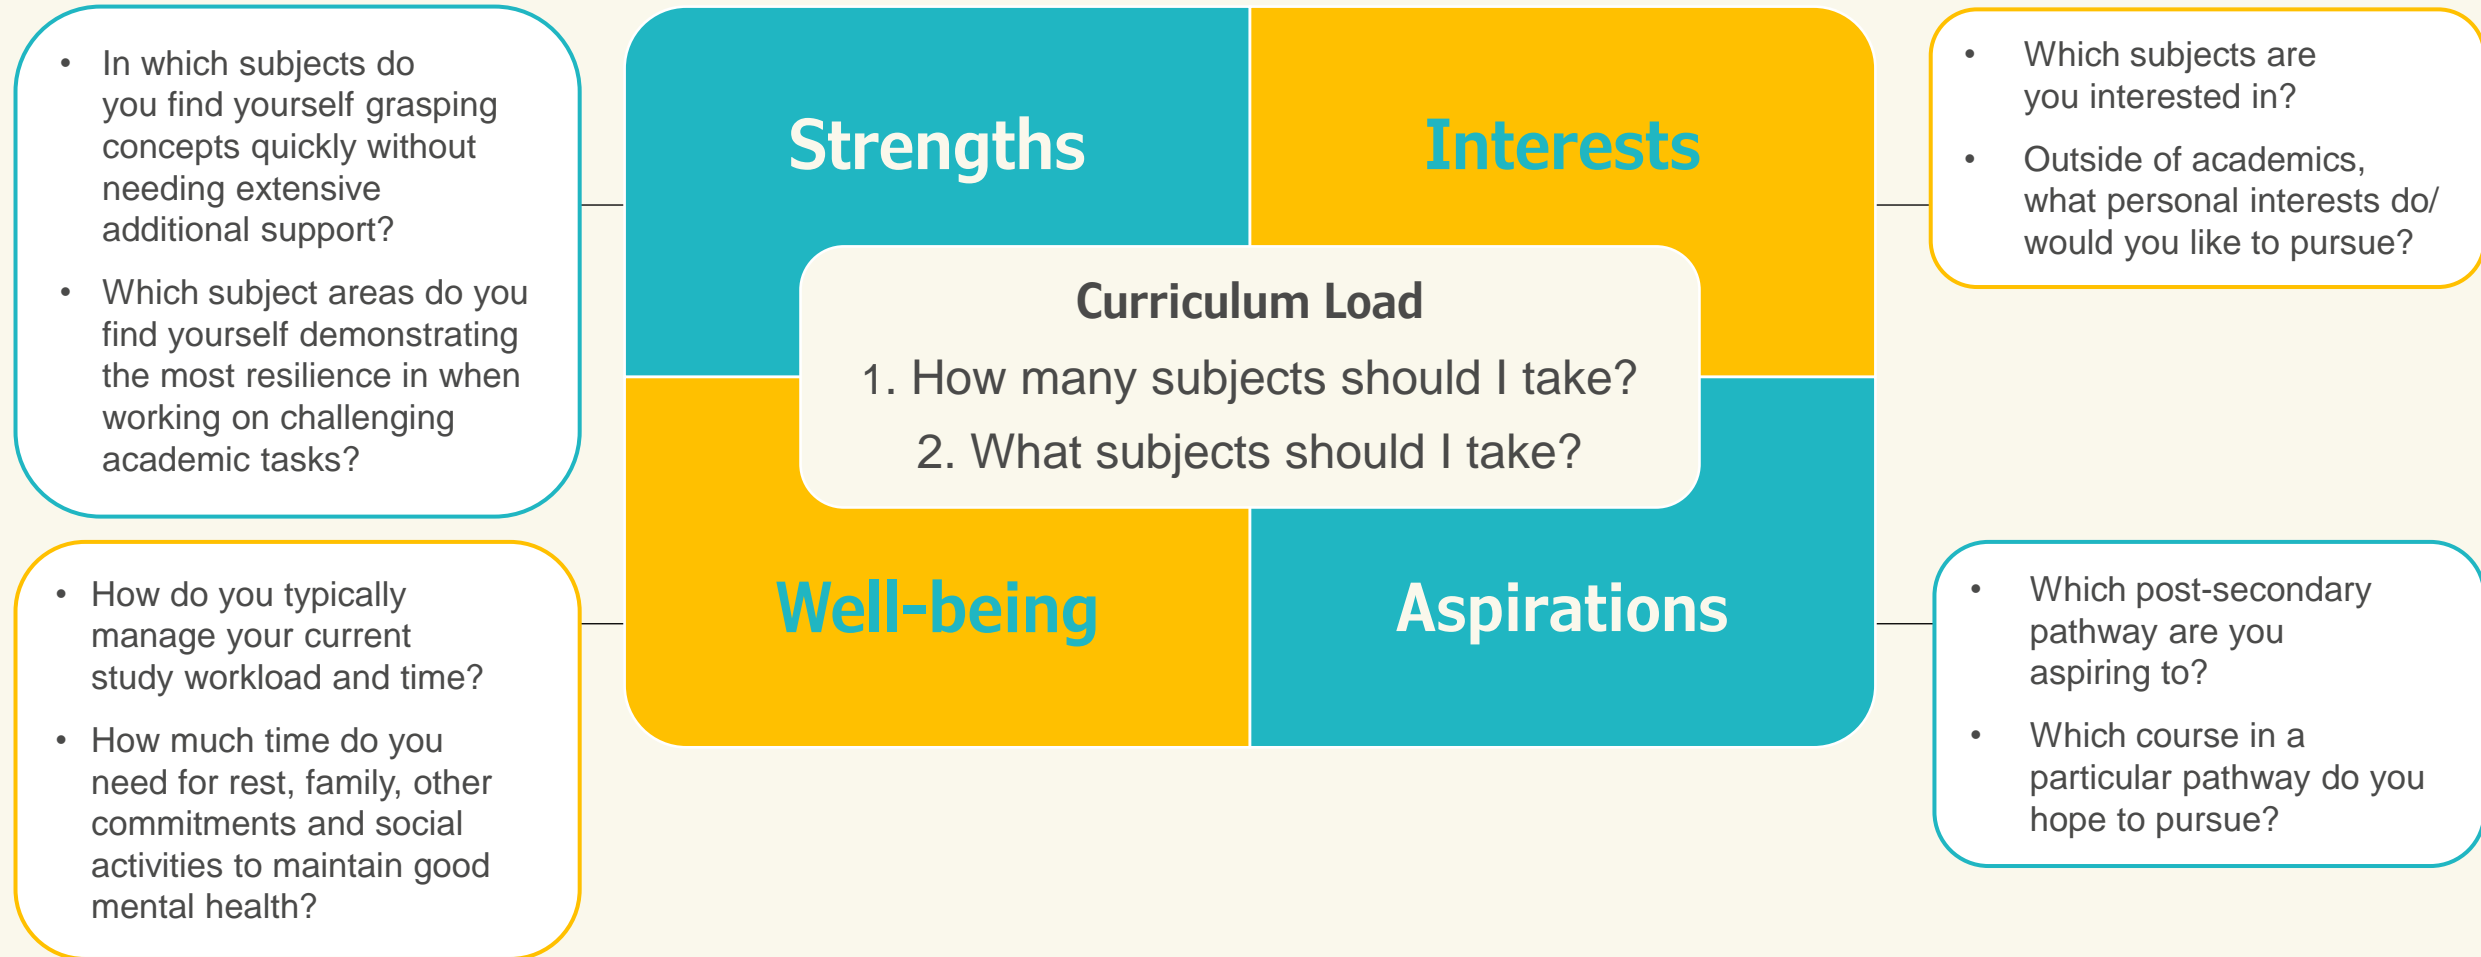 • In which subjects do
you find yourself grasping
concepts quickly without
needing extensive
additional support?
• Which subject areas do you
find yourself demonstrating
the most resilience in when
working on challenging
academic tasks?
Strengths
Interests
• Which subjects are
you interested in?
• Outside of academics,
what personal interests do/
would you like to pursue?
Curriculum Load
1. How many subjects should I take?
2. What subjects should I take?
• How do you typically
manage your current
study workload and time?
• How much time do you
need for rest, family, other
commitments and social
activities to maintain good
mental health?
Well-being
Aspirations
• Which post-secondary
pathway are you
aspiring to?
• Which course in a
particular pathway do you
hope to pursue?